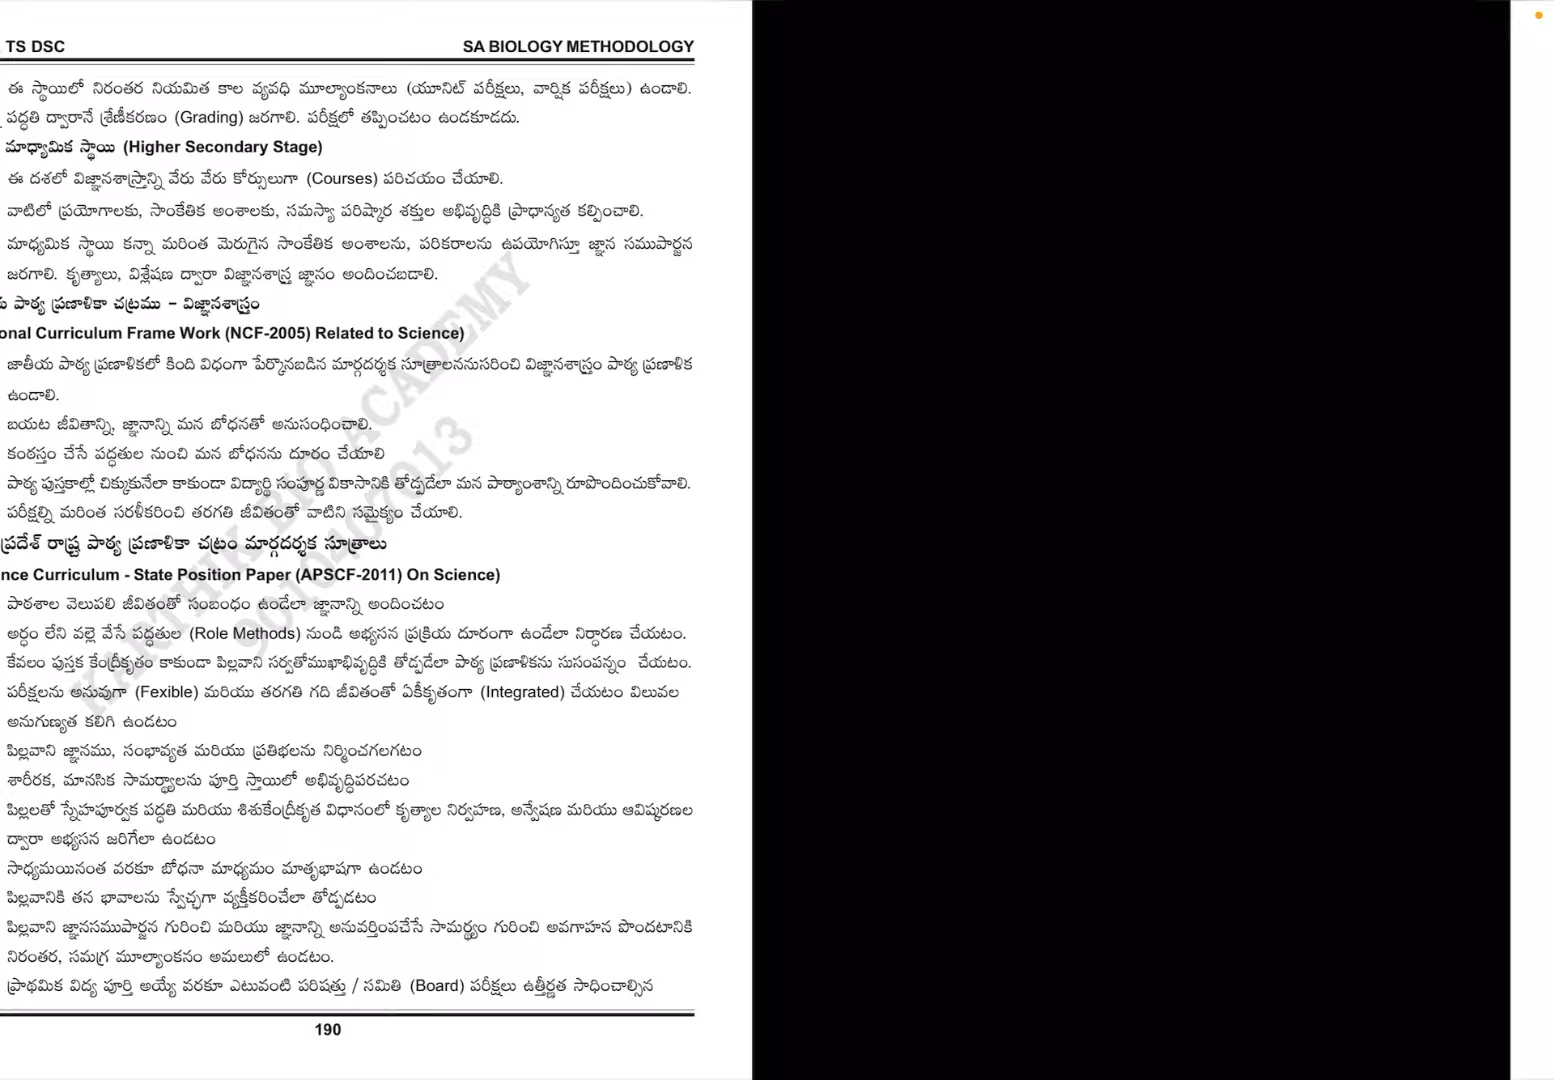 TS DSC
SA BIOLOGY METHODOLOGY
ఈ స్థాయిలో నిరంతర నియమిత కాల వ్యవధి మూల్యాంకనాలు (యూనిట్ పరీక్షలు, వార్షిక పరీక్షలు) ఉండాలి.
పద్ధతి ద్వారానే శ్రేణీకరణం (Grading) జరగాలి. పరీక్షలో తప్పించటం ఉండకూడదు.
మాధ్యామిక స్థాయి (Higher Secondary Stage)
ఈ దశలో విజ్ఞానశాస్త్రాన్ని వేరు వేరు కోర్సులుగా (Courses) పరిచయం చేయాలి.
వాటిలో ప్రయోగాలకు, సాంకేతిక అంశాలకు, సమస్యా పరిష్కార శక్తుల అభివృద్ధికి ప్రాధాన్యత కల్పించాలి.
మాధ్యమిక స్థాయి కన్నా మరింత మెరుగైన సాంకేతిక అంశాలను, పరికరాలను ఉపయోగిస్తూ జ్ఞాన సముపార్జన
జరగాలి. కృత్యాలు, విశ్లేషణ ద్వారా విజ్ఞానశాస్త్ర జ్ఞానం అందించబడాలి.
పాఠ్య ప్రణాళికా చట్రము – విజ్ఞానశాస్త్రం
onal Curriculum Frame Work (NCF-2005) Related to Science)
జాతీయ పాఠ్య ప్రణాళికలో కింది విధంగా పేర్కొనబడిన మార్గదర్శక సూత్రాలననుసరించి విజ్ఞానశాస్త్రం పాఠ్య ప్రణాళిక
ఉండాలి.
బయట జీవితాన్ని, జ్ఞానాన్ని మన బోధనతో అనుసంధించాలి.
కంఠస్తం చేసే పద్ధతుల నుంచి మన బోధనను దూరం చేయాలి
పాఠ్య పుస్తకాల్లో చిక్కుకునేలా కాకుండా విద్యార్థి సంపూర్ణ వికాసానికి తోడ్పడేలా మన పాఠ్యాంశాన్ని రూపొందించుకోవాలి.
పరీక్షల్ని మరింత సరళీకరించి తరగతి జీవితంతో వాటిని సమైక్యం చేయాలి.
ప్రదేశ్ రాష్ట్ర పాఠ్య ప్రణాళికా చట్రం మార్గదర్శక సూత్రాలు
nce Curriculum - State Position Paper (APSCF-2011) On Science)
పాఠశాల వెలుపలి జీవితంతో సంబంధం ఉండేలా జ్ఞానాన్ని అందించటం
అర్థం లేని వల్లె వేసే పద్ధతుల (Role Methods) నుండి అభ్యసన ప్రక్రియ దూరంగా ఉండేలా నిర్ధారణ చేయటం.
కేవలం పుస్తక కేంద్రీకృతం కాకుండా పిల్లవాని సర్వతోముఖాభివృద్ధికి తోడ్పడేలా పాఠ్య ప్రణాళికను సుసంపన్నం చేయటం.
పరీక్షలను అనువుగా (Fexible) మరియు తరగతి గది జీవితంతో ఏకీకృతంగా (Integrated) చేయటం విలువల
అనుగుణ్యత కలిగి ఉండటం
పిల్లవాని జ్ఞానము, సంభావ్యత మరియు ప్రతిభలను నిర్మించగలగటం
శారీరక, మానసిక సామర్థ్యాలను పూర్తి స్తాయిలో అభివృద్ధిపరచటం
పిల్లలతో స్నేహపూర్వక పద్ధతి మరియు శిశుకేంద్రీకృత విధానంలో కృత్యాల నిర్వహణ, అన్వేషణ మరియు ఆవిష్కరణల
ద్వారా అభ్యసన జరిగేలా ఉండటం
సాధ్యమయినంత వరకూ బోధనా మాధ్యమం మాతృభాషగా ఉండటం
పిల్లవానికి తన భావాలను స్వేచ్ఛగా వ్యక్తీకరించేలా తోడ్పడటం
పిల్లవాని జ్ఞానసముపార్జన గురించి మరియు జ్ఞానాన్ని అనువర్తింపచేసే సామర్థ్యం గురించి అవగాహన పొందటానికి
నిరంతర, సమగ్ర మూల్యాంకనం అమలులో ఉండటం.
ప్రాథమిక విద్య పూర్తి అయ్యే వరకూ ఎటువంటి పరిషత్తు / సమితి (Board) పరీక్షలు ఉత్తీర్ణత సాధించాల్సిన
190
KARTHIK BIO ACADEMY
9010407013